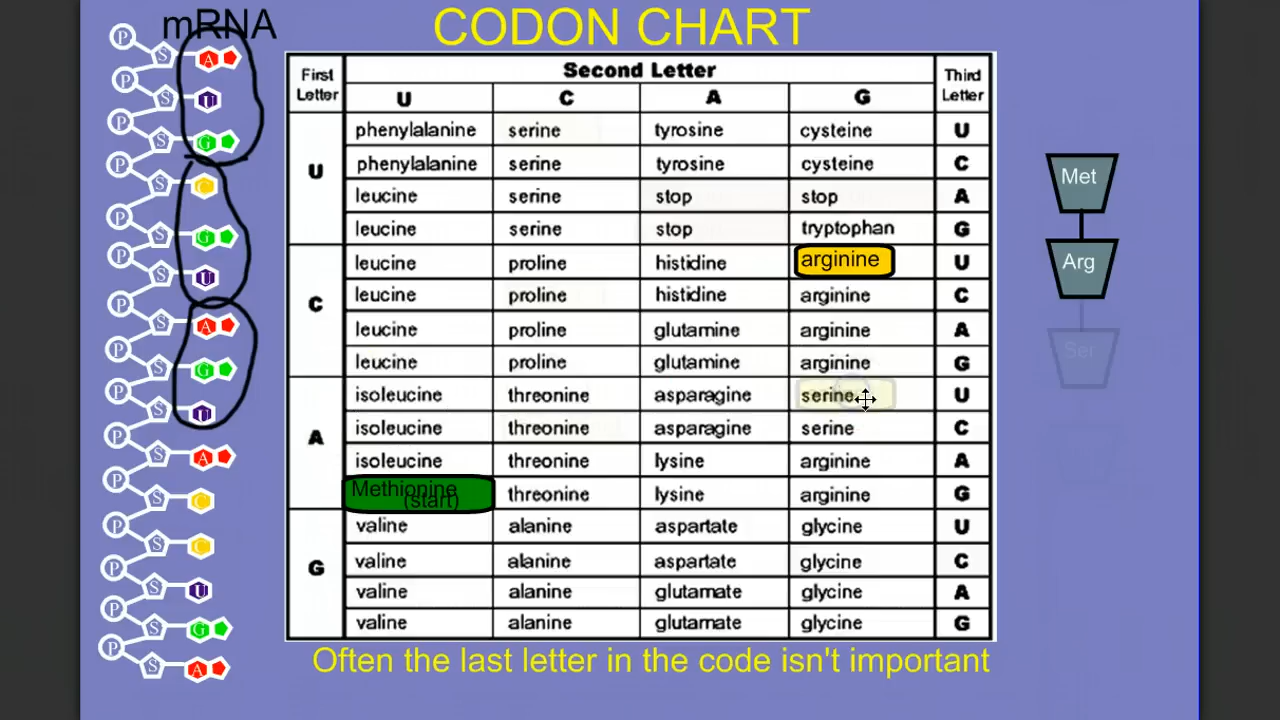 mRNA
CODON CHART
First Letter | Second Letter | Third Letter
U | C | A | G
U | phenylalanine | serine | tyrosine | cysteine | U
phenylalanine | serine | tyrosine | cysteine | C
leucine | serine | stop | stop | A
leucine | serine | stop | tryptophan | G
C | leucine | proline | histidine | arginine | U
leucine | proline | histidine | arginine | C
leucine | proline | glutamine | arginine | A
leucine | proline | glutamine | arginine | G
A | isoleucine | threonine | asparagine | serine | U
isoleucine | threonine | asparagine | serine | C
isoleucine | threonine | lysine | arginine | A
Methionine (start) | threonine | lysine | arginine | G
G | valine | alanine | aspartate | glycine | U
valine | alanine | aspartate | glycine | C
valine | alanine | glutamate | glycine | A
valine | alanine | glutamate | glycine | G
Often the last letter in the code isn't important
P
S A
P
S U
P
S G
P
S C
P
S G
P
S U
P
S A
P
S G
P
S U
P
S A
P
S C
P
S C
P
S U
P
S G
P
S A
Met
Arg
Ser